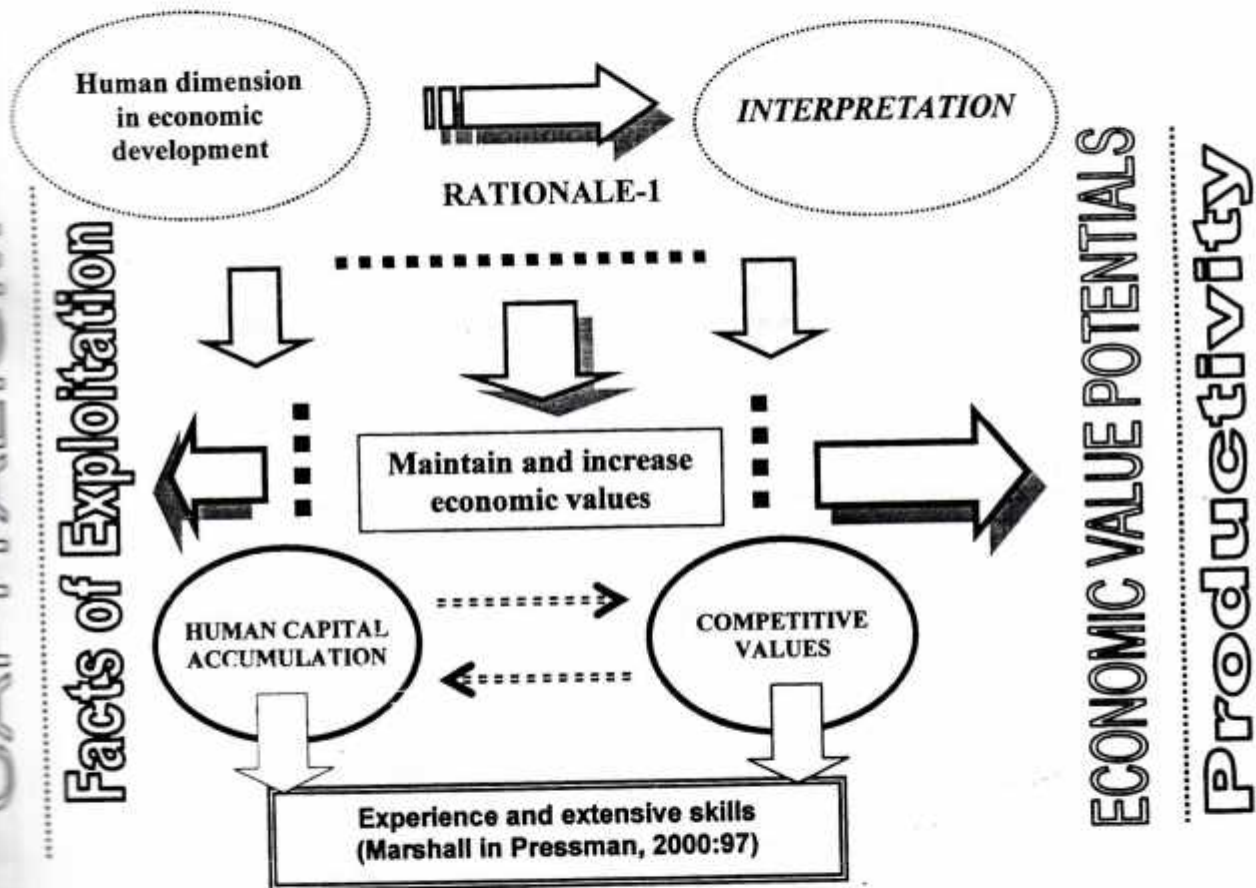 Human dimension
in economic
development
INTERPRETATION
RATIONALE-1
Facts of Exploitation
Maintain and increase
economic values
ECONOMIC VALUE POTENTIALS
Productivity
HUMAN CAPITAL
ACCUMULATION
COMPETITIVE
VALUES
Experience and extensive skills
(Marshall in Pressman, 2000:97)